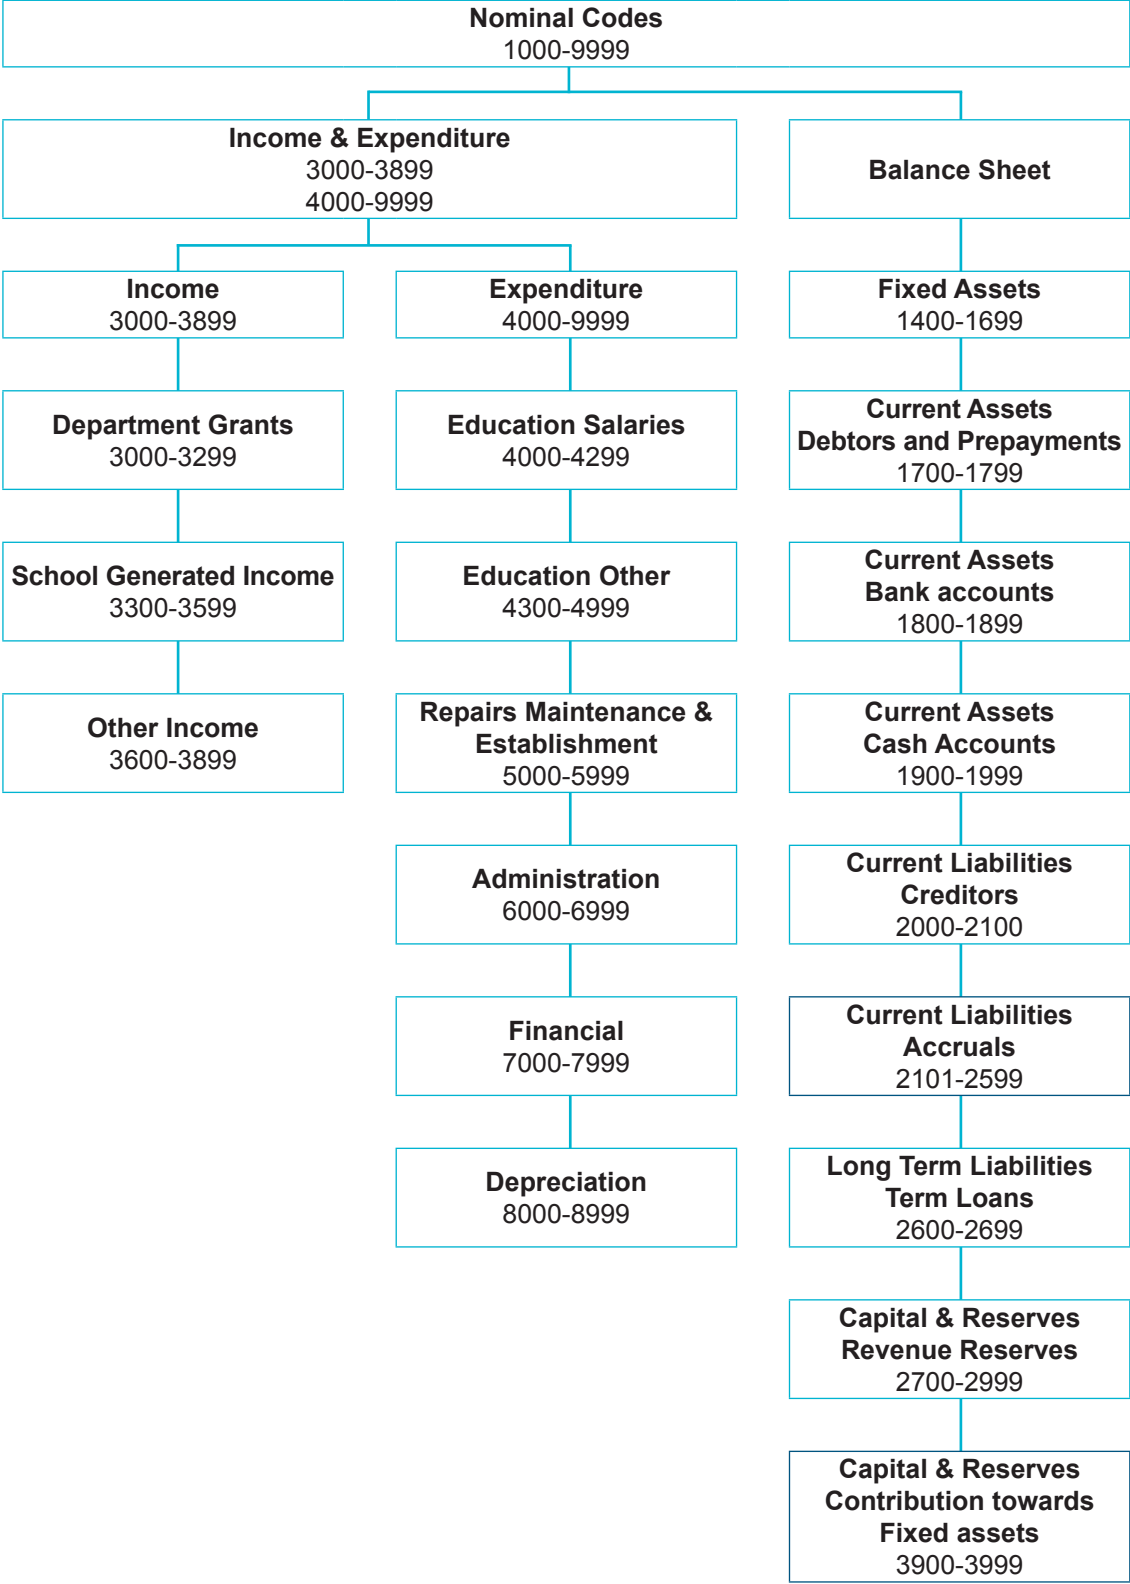 Nominal Codes
1000-9999
Income & Expenditure
3000-3899
4000-9999
Balance Sheet
Income
3000-3899
Expenditure
4000-9999
Fixed Assets
1400-1699
Department Grants
3000-3299
Education Salaries
4000-4299
Current Assets
Debtors and Prepayments
1700-1799
School Generated Income
3300-3599
Education Other
4300-4999
Current Assets
Bank accounts
1800-1899
Other Income
3600-3899
Repairs Maintenance &
Establishment
5000-5999
Current Assets
Cash Accounts
1900-1999
Administration
6000-6999
Current Liabilities
Creditors
2000-2100
Financial
7000-7999
Current Liabilities
Accruals
2101-2599
Depreciation
8000-8999
Long Term Liabilities
Term Loans
2600-2699
Capital & Reserves
Revenue Reserves
2700-2999
Capital & Reserves
Contribution towards
Fixed assets
3900-3999